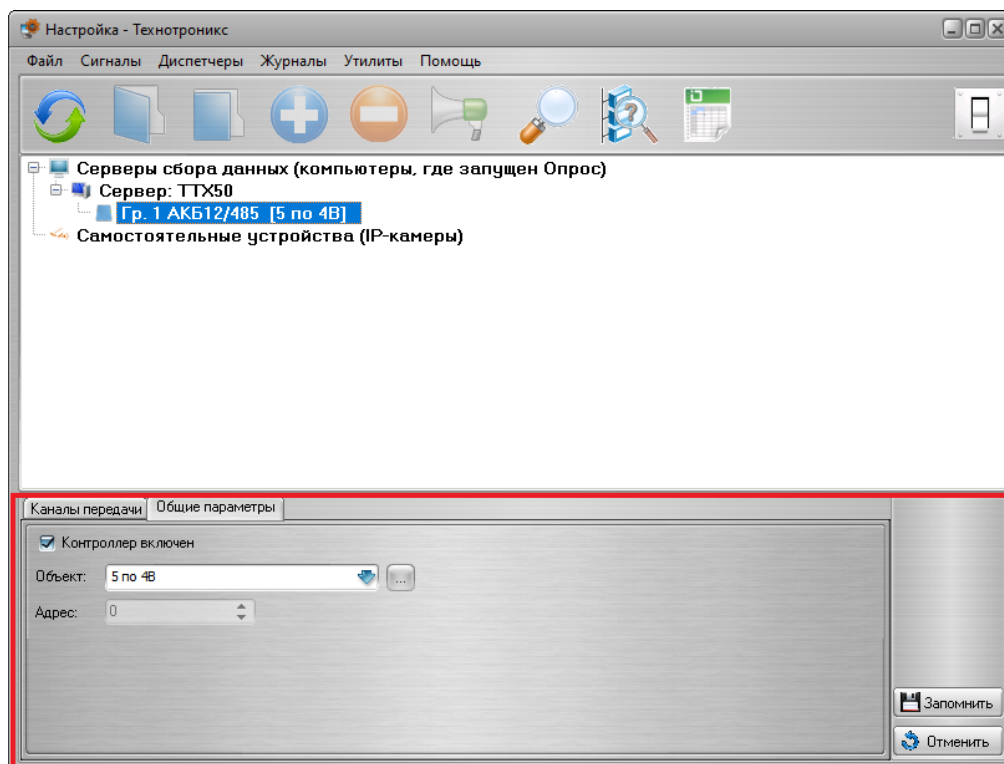 Настройка - Технотроникс
Файл Сигналы Диспетчеры Журналы Утилиты Помощь
Серверы сбора данных (компьютеры, где запущен Опрос)
Сервер: TTX50
Гр. 1 АКБ12/485 [5 по 4В]
Самостоятельные устройства (IP-камеры)
Каналы передачи Общие параметры
Контроллер включен
Объект: 5 по 4В ...
Адрес: 0
Запомнить
Отменить